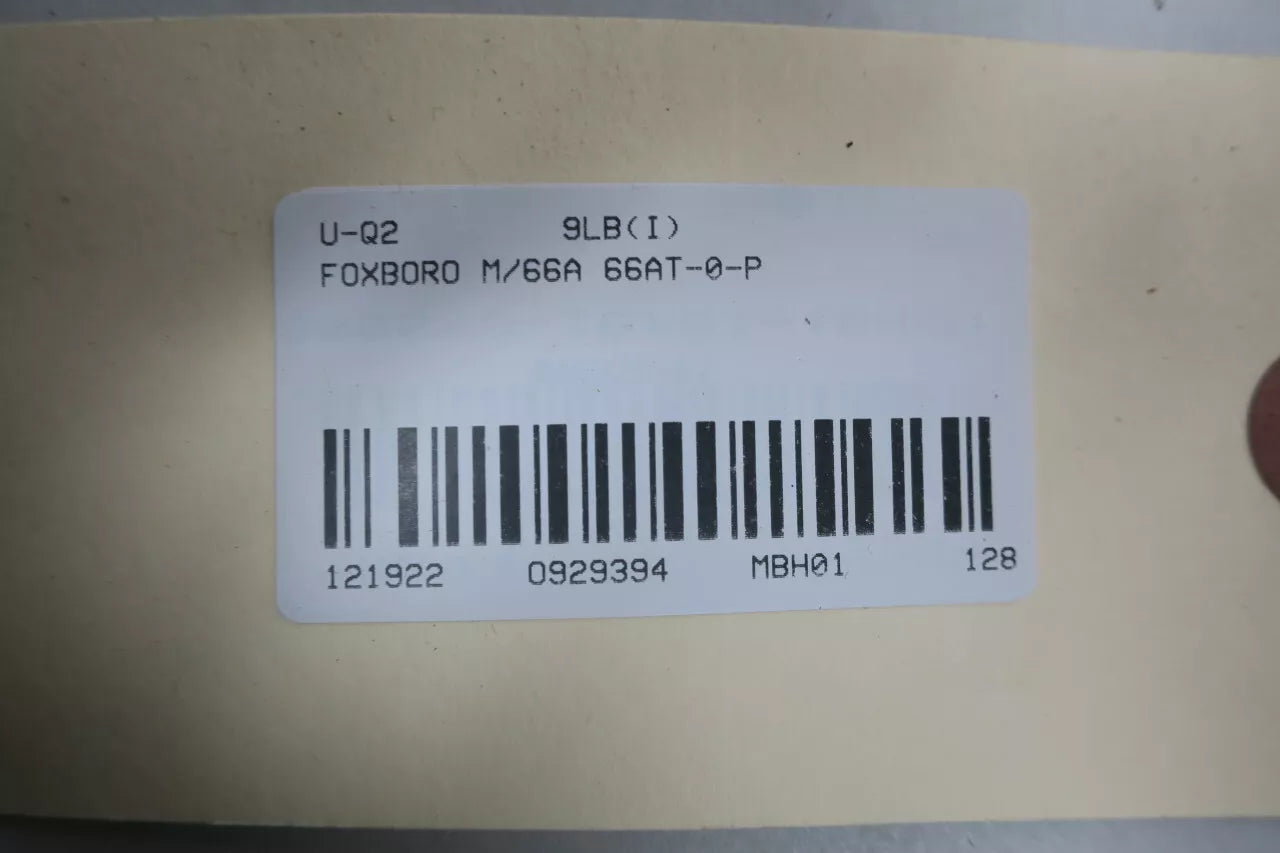 U-Q2 9LB(I)
FOXBORO M/66A 66AT-0-P
121922 0929394 MBH01 128